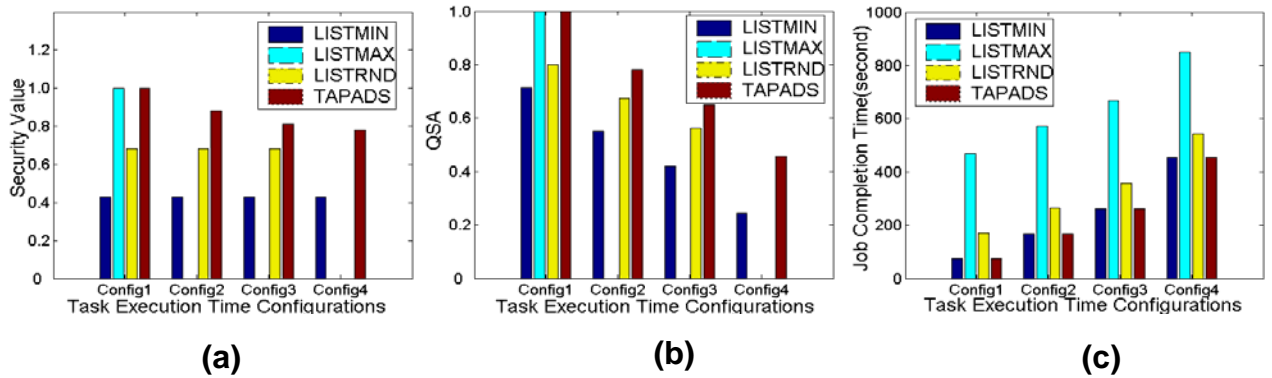 Security Value
1.2
1.0
0.8
0.6
0.4
0.2
0
LISTMIN
LISTMAX
LISTRND
TAPADS
Config1 Config2 Config3 Config4
Task Execution Time Configurations
(a)
QSA
1.0
0.8
0.6
0.4
0.2
0
LISTMIN
LISTMAX
LISTRND
TAPADS
Config1 Config2 Config3 Config4
Task Execution Time Configurations
(b)
Job Completion Time(second)
1000
800
600
400
200
0
LISTMIN
LISTMAX
LISTRND
TAPADS
Config1 Config2 Config3 Config4
Task Execution Time Configurations
(c)